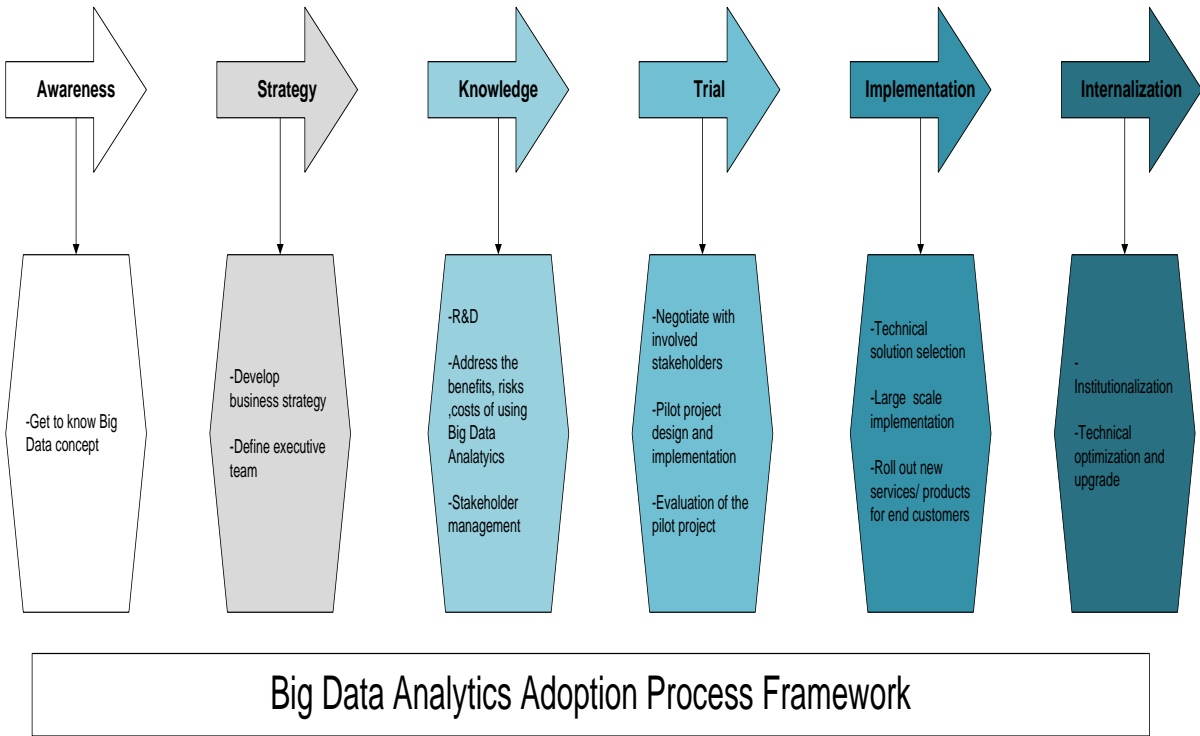 Awareness
Strategy
Knowledge
Trial
Implementation
Internalization
-Get to know Big
Data concept
-Develop
business strategy
-Define executive
team
-R&D
-Address the
benefits, risks
,costs of using
Big Data
Analatyics
-Stakeholder
management
-Negotiate with
involved
stakeholders
-Pilot project
design and
implementation
-Evaluation of the
pilot project
-Technical
solution selection
-Large scale
implementation
-Roll out new
services/ products
for end customers
-
Institutionalization
-Technical
optimization and
upgrade
Big Data Analytics Adoption Process Framework